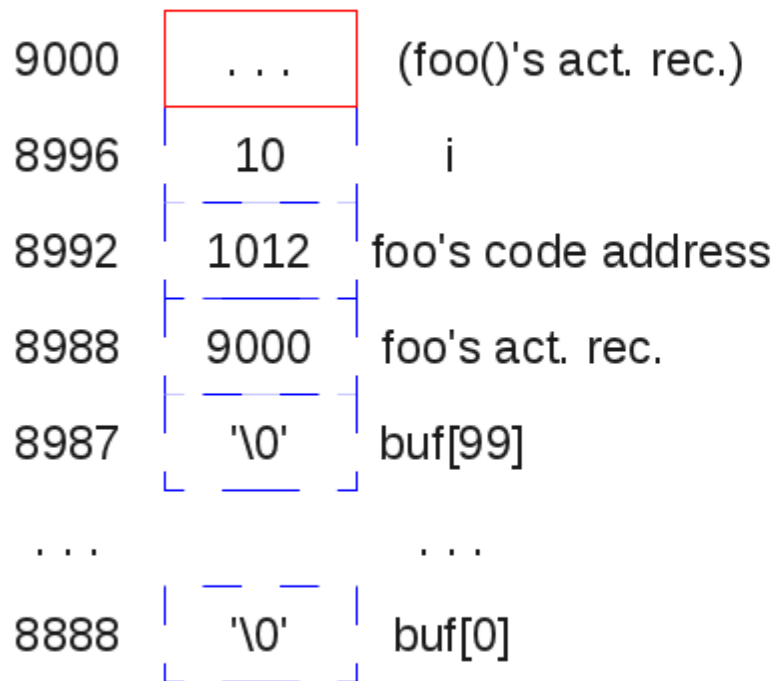 9000 . . . (foo()'s act. rec.)
8996 10 i
8992 1012 foo's code address
8988 9000 foo's act. rec.
8987 '\0' buf[99]
. . . . . .
8888 '\0' buf[0]